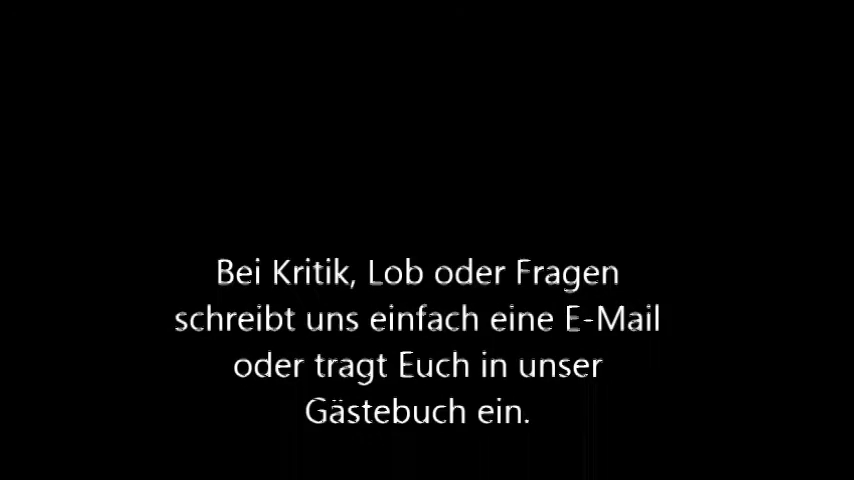 Bei Kritik, Lob oder Fragen
schreibt uns einfach eine E-Mail
oder tragt Euch in unser
Gästebuch ein.